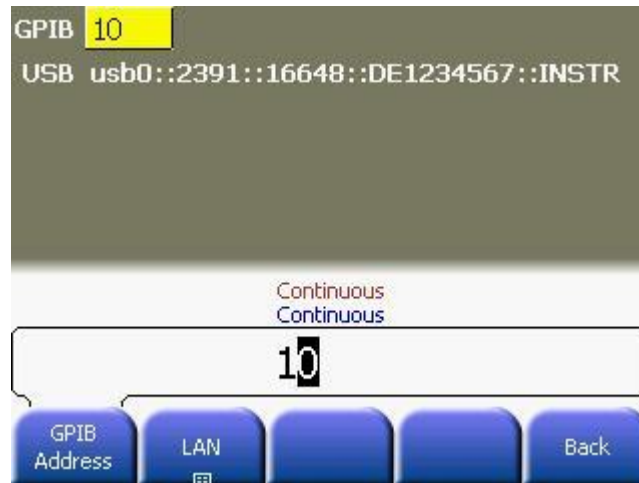 GPIB 10
USB usb0::2391::16648::DE1234567::INSTR
Continuous
Continuous
10
GPIB
Address
LAN
Back